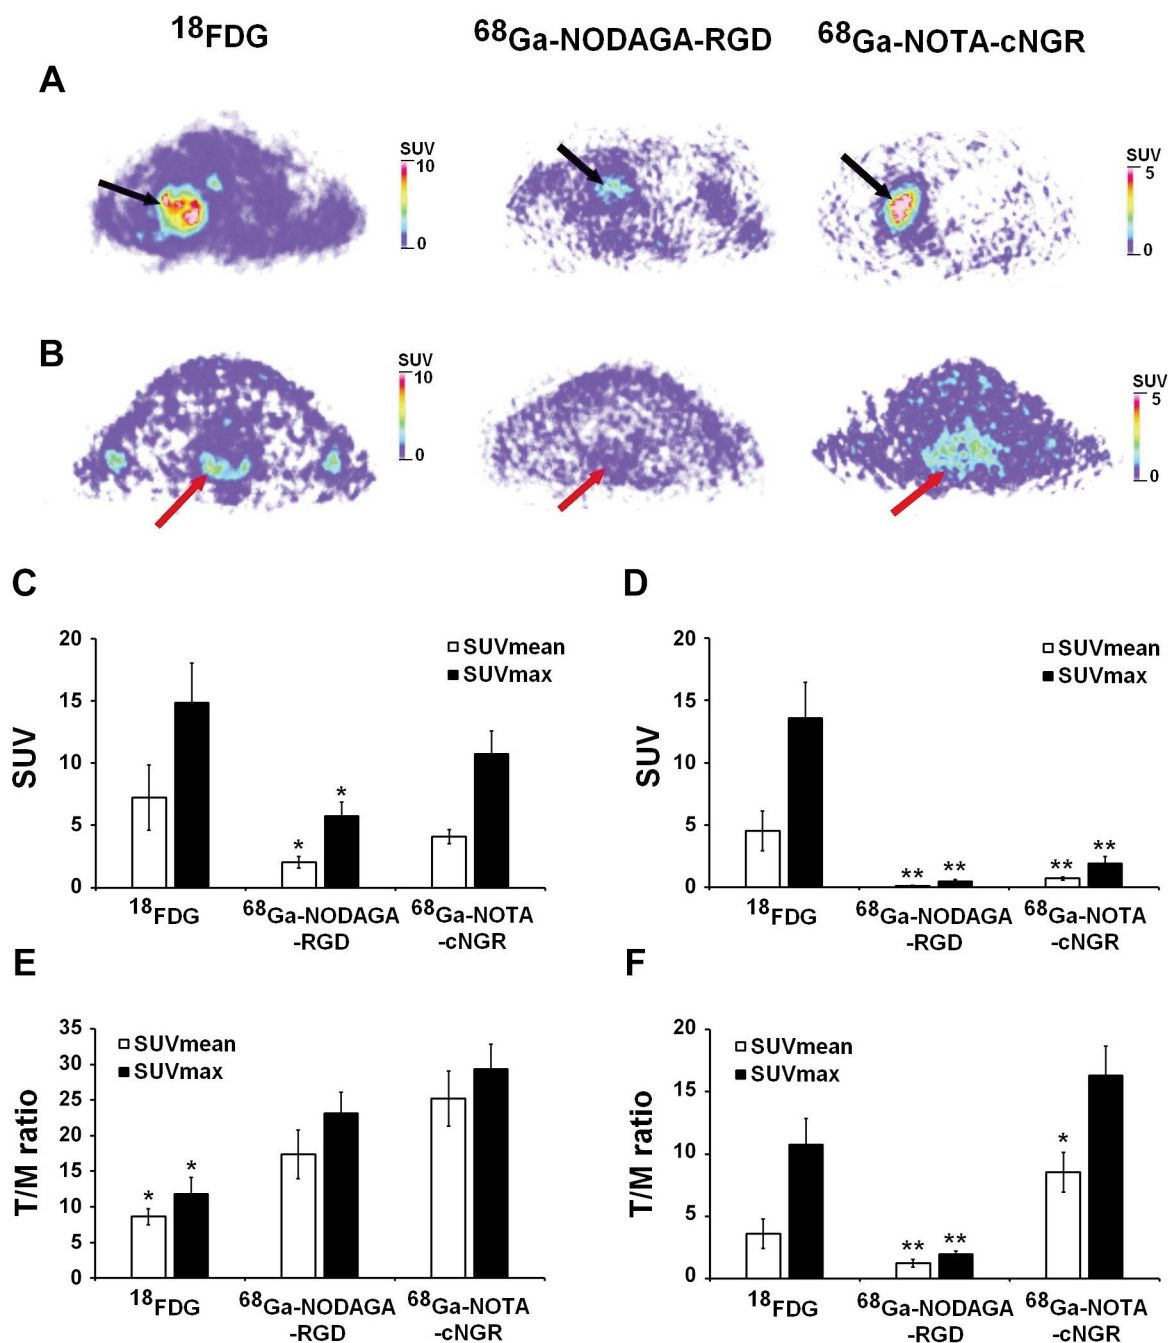 ¹⁸FDG ⁶⁸Ga-NODAGA-RGD ⁶⁸Ga-NOTA-cNGR
A
SUV
10
0
SUV
5
0
B
SUV
10
0
SUV
5
0
C
20
15
10
5
0
SUV
SUVmean
SUVmax
*
*
¹⁸FDG ⁶⁸Ga-NODAGA ⁶⁸Ga-NOTA
-RGD -cNGR
D
20
15
10
5
0
SUV
SUVmean
SUVmax
** **
** **
¹⁸FDG ⁶⁸Ga-NODAGA ⁶⁸Ga-NOTA
-RGD -cNGR
E
35
30
25
20
15
10
5
0
T/M ratio
SUVmean
SUVmax
*
*
¹⁸FDG ⁶⁸Ga-NODAGA ⁶⁸Ga-NOTA
-RGD -cNGR
F
20
15
10
5
0
T/M ratio
SUVmean
SUVmax
** **
*
¹⁸FDG ⁶⁸Ga-NODAGA ⁶⁸Ga-NOTA
-RGD -cNGR